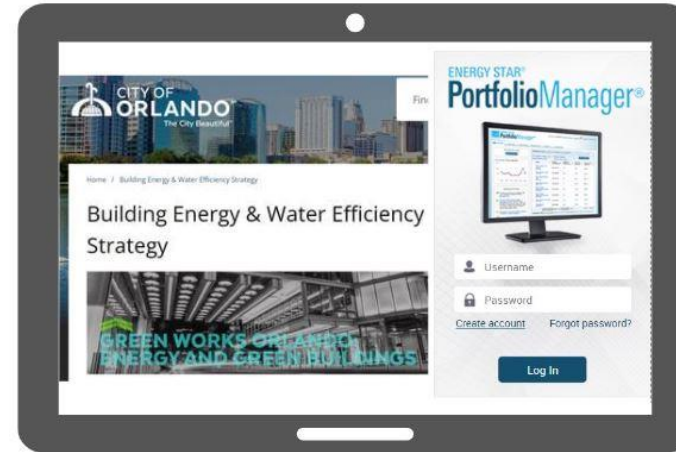 CITY OF
ORLANDO
The City Beautiful
Home / Building Energy & Water Efficiency Strategy
Building Energy & Water Efficiency
Strategy
GREEN WORKS ORLANDO:
ENERGY AND GREEN BUILDINGS
ENERGY STAR®
PortfolioManager®
PortfolioManager
Username
Password
Create account Forgot password?
Log In